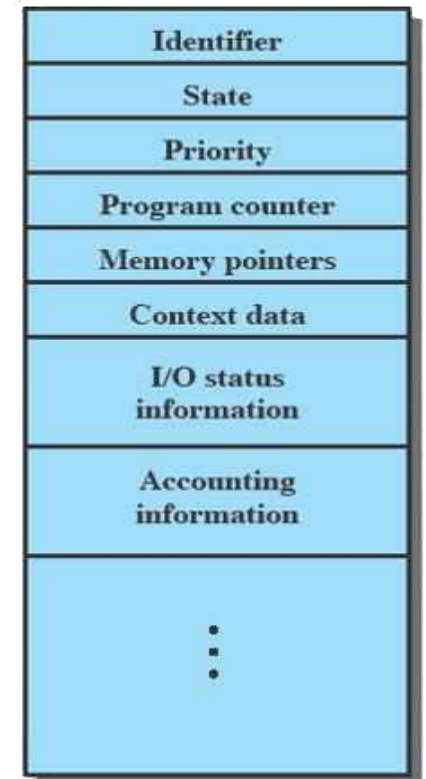 Identifier
State
Priority
Program counter
Memory pointers
Context data
I/O status
information
Accounting
information